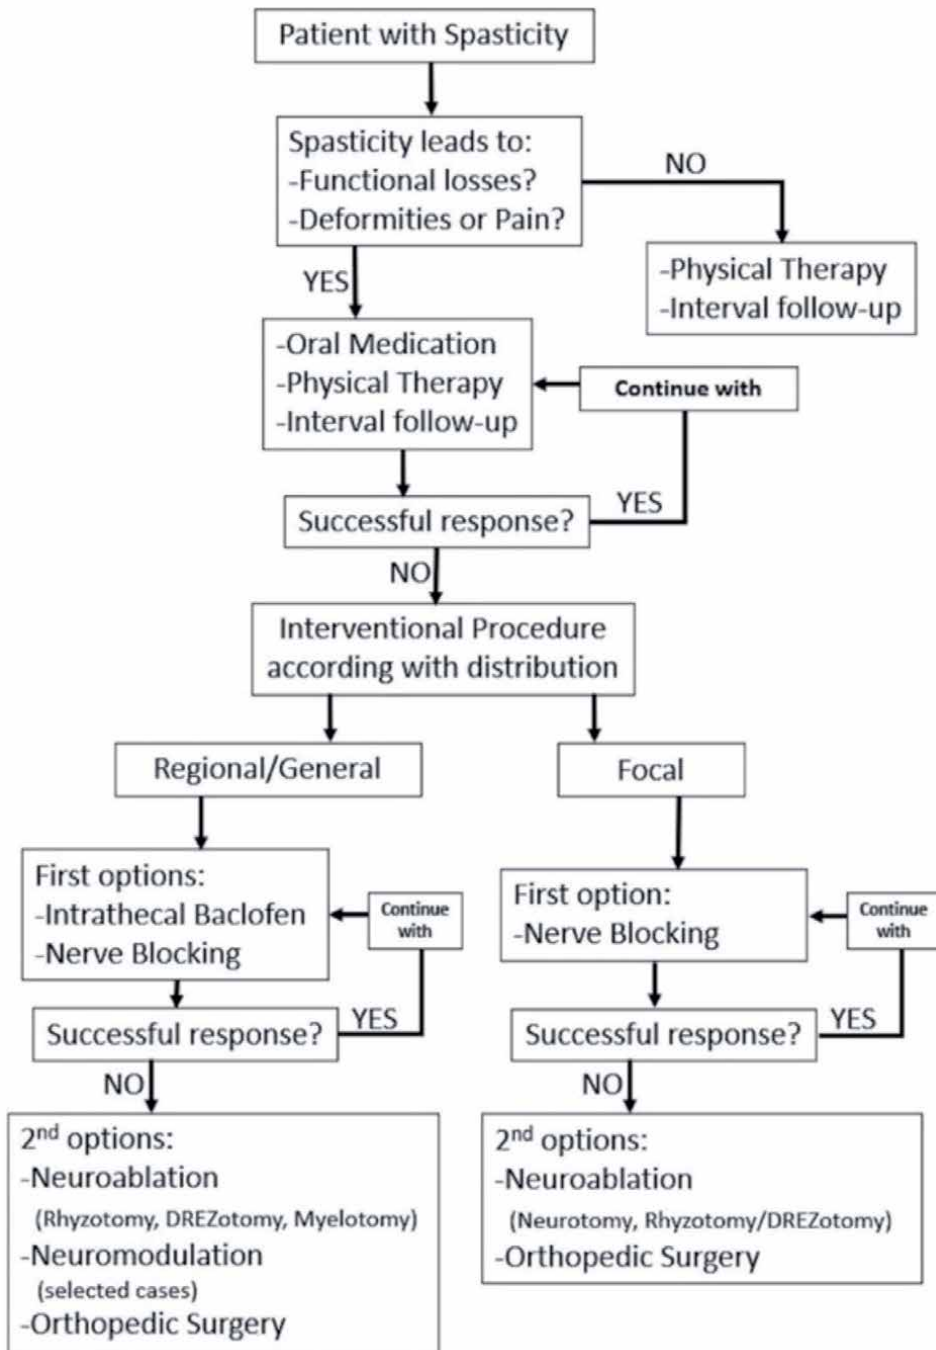 Patient with Spasticity
Spasticity leads to:
-Functional losses?
-Deformities or Pain?
NO
-Physical Therapy
-Interval follow-up
YES
-Oral Medication
-Physical Therapy
-Interval follow-up
Continue with
Successful response?
YES
NO
Interventional Procedure
according with distribution
Regional/General
First options:
-Intrathecal Baclofen
-Nerve Blocking
Continue
with
Successful response?
YES
NO
2nd options:
-Neuroablation
(Rhyzotomy, DREZotomy, Myelotomy)
-Neuromodulation
(selected cases)
-Orthopedic Surgery
Focal
First option:
-Nerve Blocking
Continue
with
Successful response?
YES
NO
2nd options:
-Neuroablation
(Neurotomy, Rhyzotomy/DREZotomy)
-Orthopedic Surgery